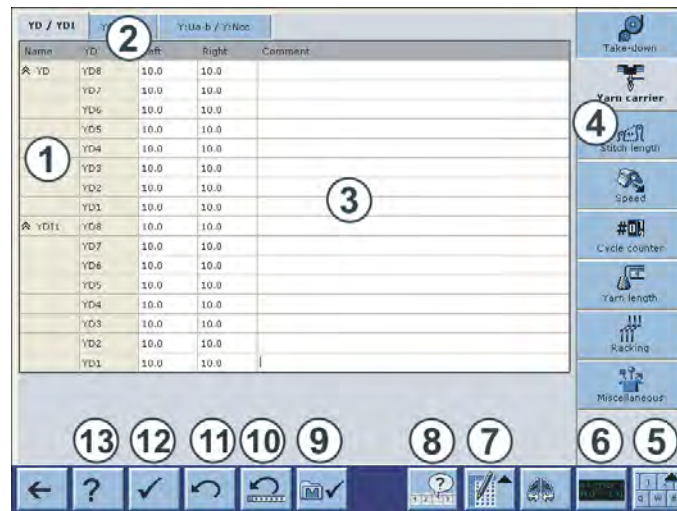 YD / YDI
Y:Ua-b / Y:Ncc
Take-down
Name YD Right Comment
YD YD8 10.0 10.0
YD7 10.0 10.0
YD6 10.0 10.0
YD5 10.0 10.0
YD4 10.0 10.0
YD3 10.0 10.0
YD2 10.0 10.0
YD1 10.0 10.0
YDI1 YD8 10.0 10.0
YD7 10.0 10.0
YD6 10.0 10.0
YD5 10.0 10.0
YD4 10.0 10.0
YD3 10.0 10.0
YD2 10.0 10.0
YD1 10.0 10.0
Yarn carrier
Stitch length
Speed
Cycle counter
Yarn length
Racking
Miscellaneous
1
2
3
4
13 12 11 10 9 8 7 6 5
? M ?
Q W